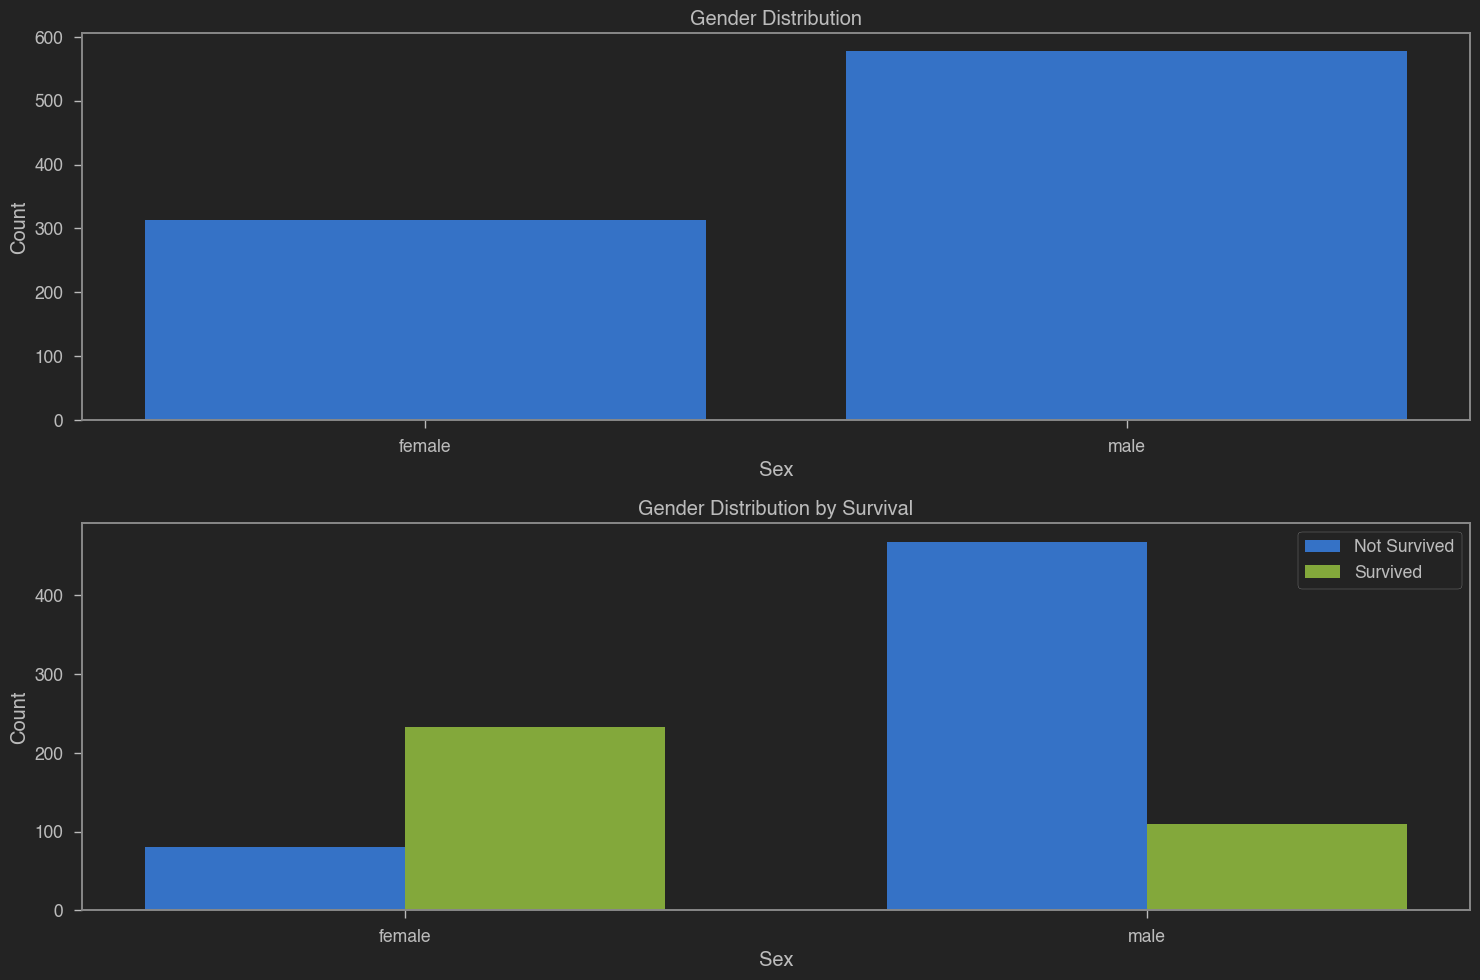 Gender Distribution
600
500
400
300
200
100
0
Count
female
male
Sex
Gender Distribution by Survival
Not Survived
Survived
400
300
200
100
0
Count
female
male
Sex